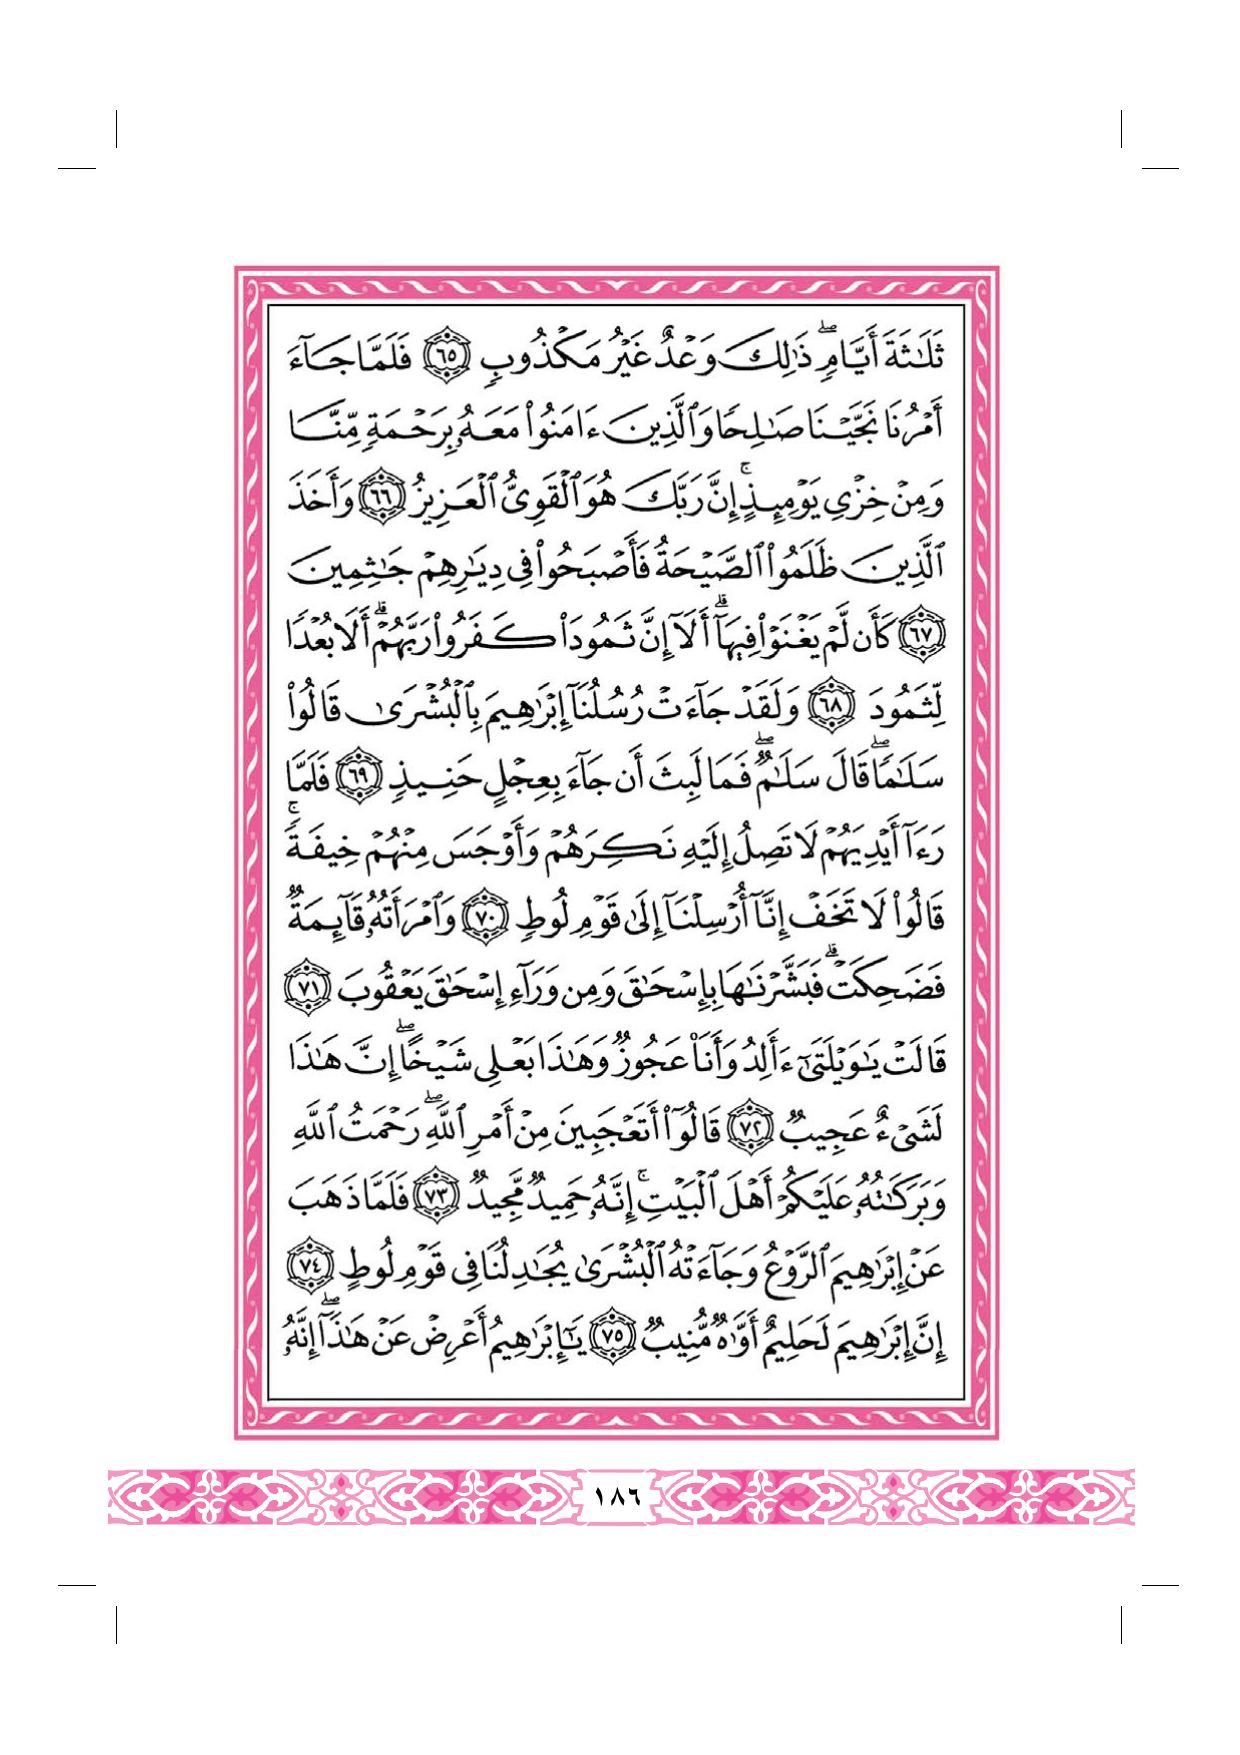 ثَلَـٰثَةَ أَيَّامٍۖ ذَٰلِكَ وَعۡدٌ غَيۡرُ مَكۡذُوبٍ ٦٥ فَلَمَّا جَآءَ
أَمۡرُنَا نَجَّيۡنَا صَـٰلِحًا وَٱلَّذِينَ ءَامَنُواْ مَعَهُۥ بِرَحۡمَةٍ مِّنَّا
وَمِنۡ خِزۡيِ يَوۡمِئِذٍۚ إِنَّ رَبَّكَ هُوَ ٱلۡقَوِيُّ ٱلۡعَزِيزُ ٦٦ وَأَخَذَ
ٱلَّذِينَ ظَلَمُواْ ٱلصَّيۡحَةُ فَأَصۡبَحُواْ فِي دِيَـٰرِهِمۡ جَـٰثِمِينَ
٦٧ كَأَن لَّمۡ يَغۡنَوۡاْ فِيهَآۗ أَلَآ إِنَّ ثَمُودَاْ كَفَرُواْ رَبَّهُمۡۗ أَلَا بُعۡدًا
لِّثَمُودَ ٦٨ وَلَقَدۡ جَآءَتۡ رُسُلُنَآ إِبۡرَٰهِيمَ بِٱلۡبُشۡرَىٰ قَالُواْ
سَلَـٰمًاۖ قَالَ سَلَـٰمٌۖ فَمَا لَبِثَ أَن جَآءَ بِعِجۡلٍ حَنِيذٍ ٦٩ فَلَمَّا
رَءَآ أَيۡدِيَهُمۡ لَا تَصِلُ إِلَيۡهِ نَكِرَهُمۡ وَأَوۡجَسَ مِنۡهُمۡ خِيفَةًۚ
قَالُواْ لَا تَخَفۡ إِنَّآ أُرۡسِلۡنَآ إِلَىٰ قَوۡمِ لُوطٍ ٧٠ وَٱمۡرَأَتُهُۥ قَآئِمَةٌ
فَضَحِكَتۡۗ فَبَشَّرۡنَـٰهَا بِإِسۡحَـٰقَ وَمِن وَرَآءِ إِسۡحَـٰقَ يَعۡقُوبَ ٧١
قَالَتۡ يَـٰوَيۡلَتَىٰٓ ءَأَلِدُ وَأَنَا۠ عَجُوزٌ وَهَـٰذَا بَعۡلِي شَيۡخًاۖ إِنَّ هَـٰذَا
لَشَيۡءٌ عَجِيبٌ ٧٢ قَالُوٓاْ أَتَعۡجَبِينَ مِنۡ أَمۡرِ ٱللَّهِۖ رَحۡمَتُ ٱللَّهِ
وَبَرَكَـٰتُهُۥ عَلَيۡكُمۡ أَهۡلَ ٱلۡبَيۡتِۚ إِنَّهُۥ حَمِيدٌ مَّجِيدٌ ٧٣ فَلَمَّا ذَهَبَ
عَنۡ إِبۡرَٰهِيمَ ٱلرَّوۡعُ وَجَآءَتۡهُ ٱلۡبُشۡرَىٰ يُجَـٰدِلُنَا فِي قَوۡمِ لُوطٍ ٧٤
إِنَّ إِبۡرَٰهِيمَ لَحَلِيمٌ أَوَّٰهٌ مُّنِيبٌ ٧٥ يَـٰٓإِبۡرَٰهِيمُ أَعۡرِضۡ عَنۡ هَـٰذَآۖ إِنَّهُۥ
١٨٦